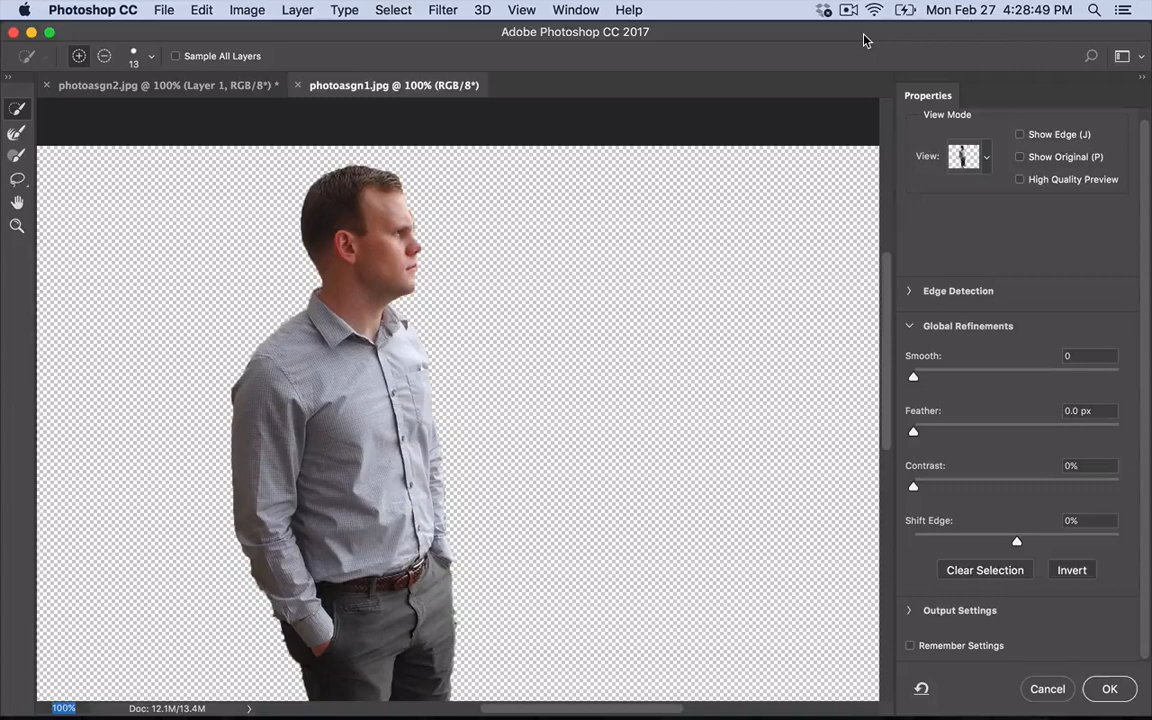 Photoshop CC File Edit Image Layer Type Select Filter 3D View Window Help Mon Feb 27 4:28:49 PM
Adobe Photoshop CC 2017
13 Sample All Layers
photoasgn2.jpg @ 100% (Layer 1, RGB/8*) * photoasgn1.jpg @ 100% (RGB/8*)
Properties
View Mode
Show Edge (J)
View: Show Original (P)
High Quality Preview
Edge Detection
Global Refinements
Smooth: 0
Feather: 0.0 px
Contrast: 0%
Shift Edge: 0%
Clear Selection Invert
Output Settings
Remember Settings
Cancel OK
100% Doc: 12.1M/13.4M